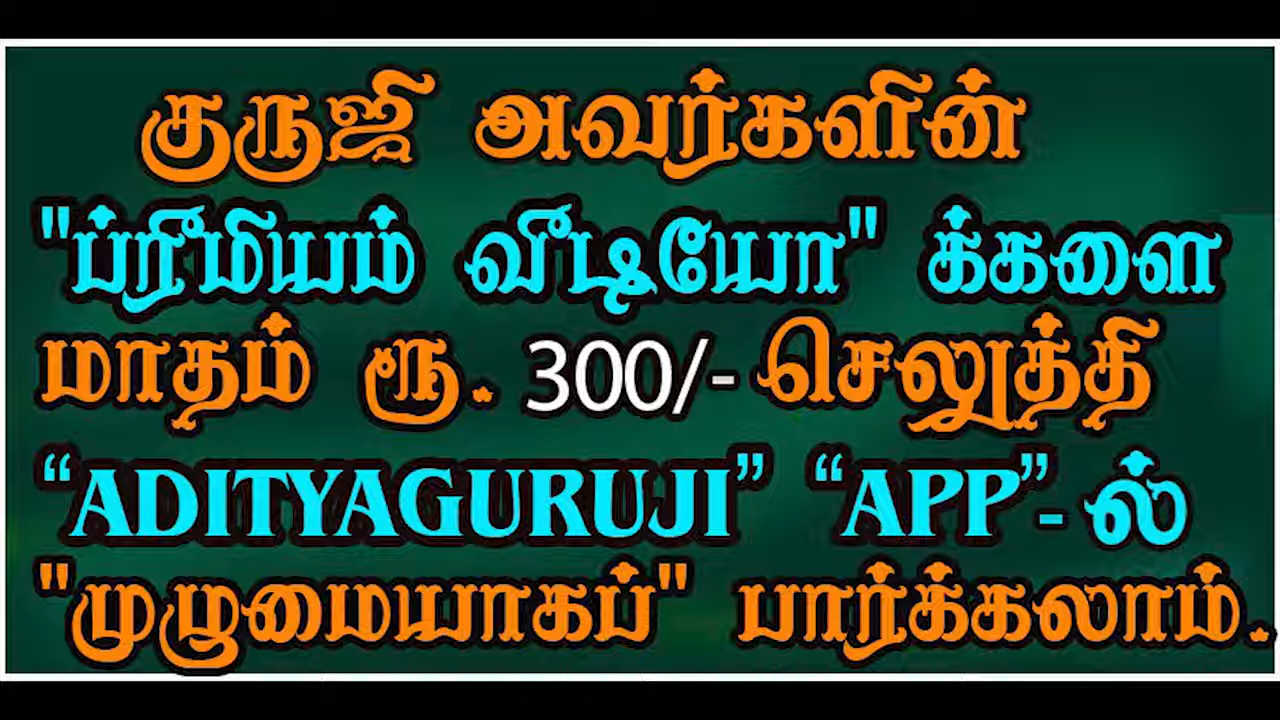 குருஜி அவர்களின்
"ப்ரீமியம் வீடியோ" க்களை
மாதம் ரூ. 300/- செலுத்தி
“ADITYAGURUJI” “APP”- ல்
"முழுமையாகப்" பார்க்கலாம்..